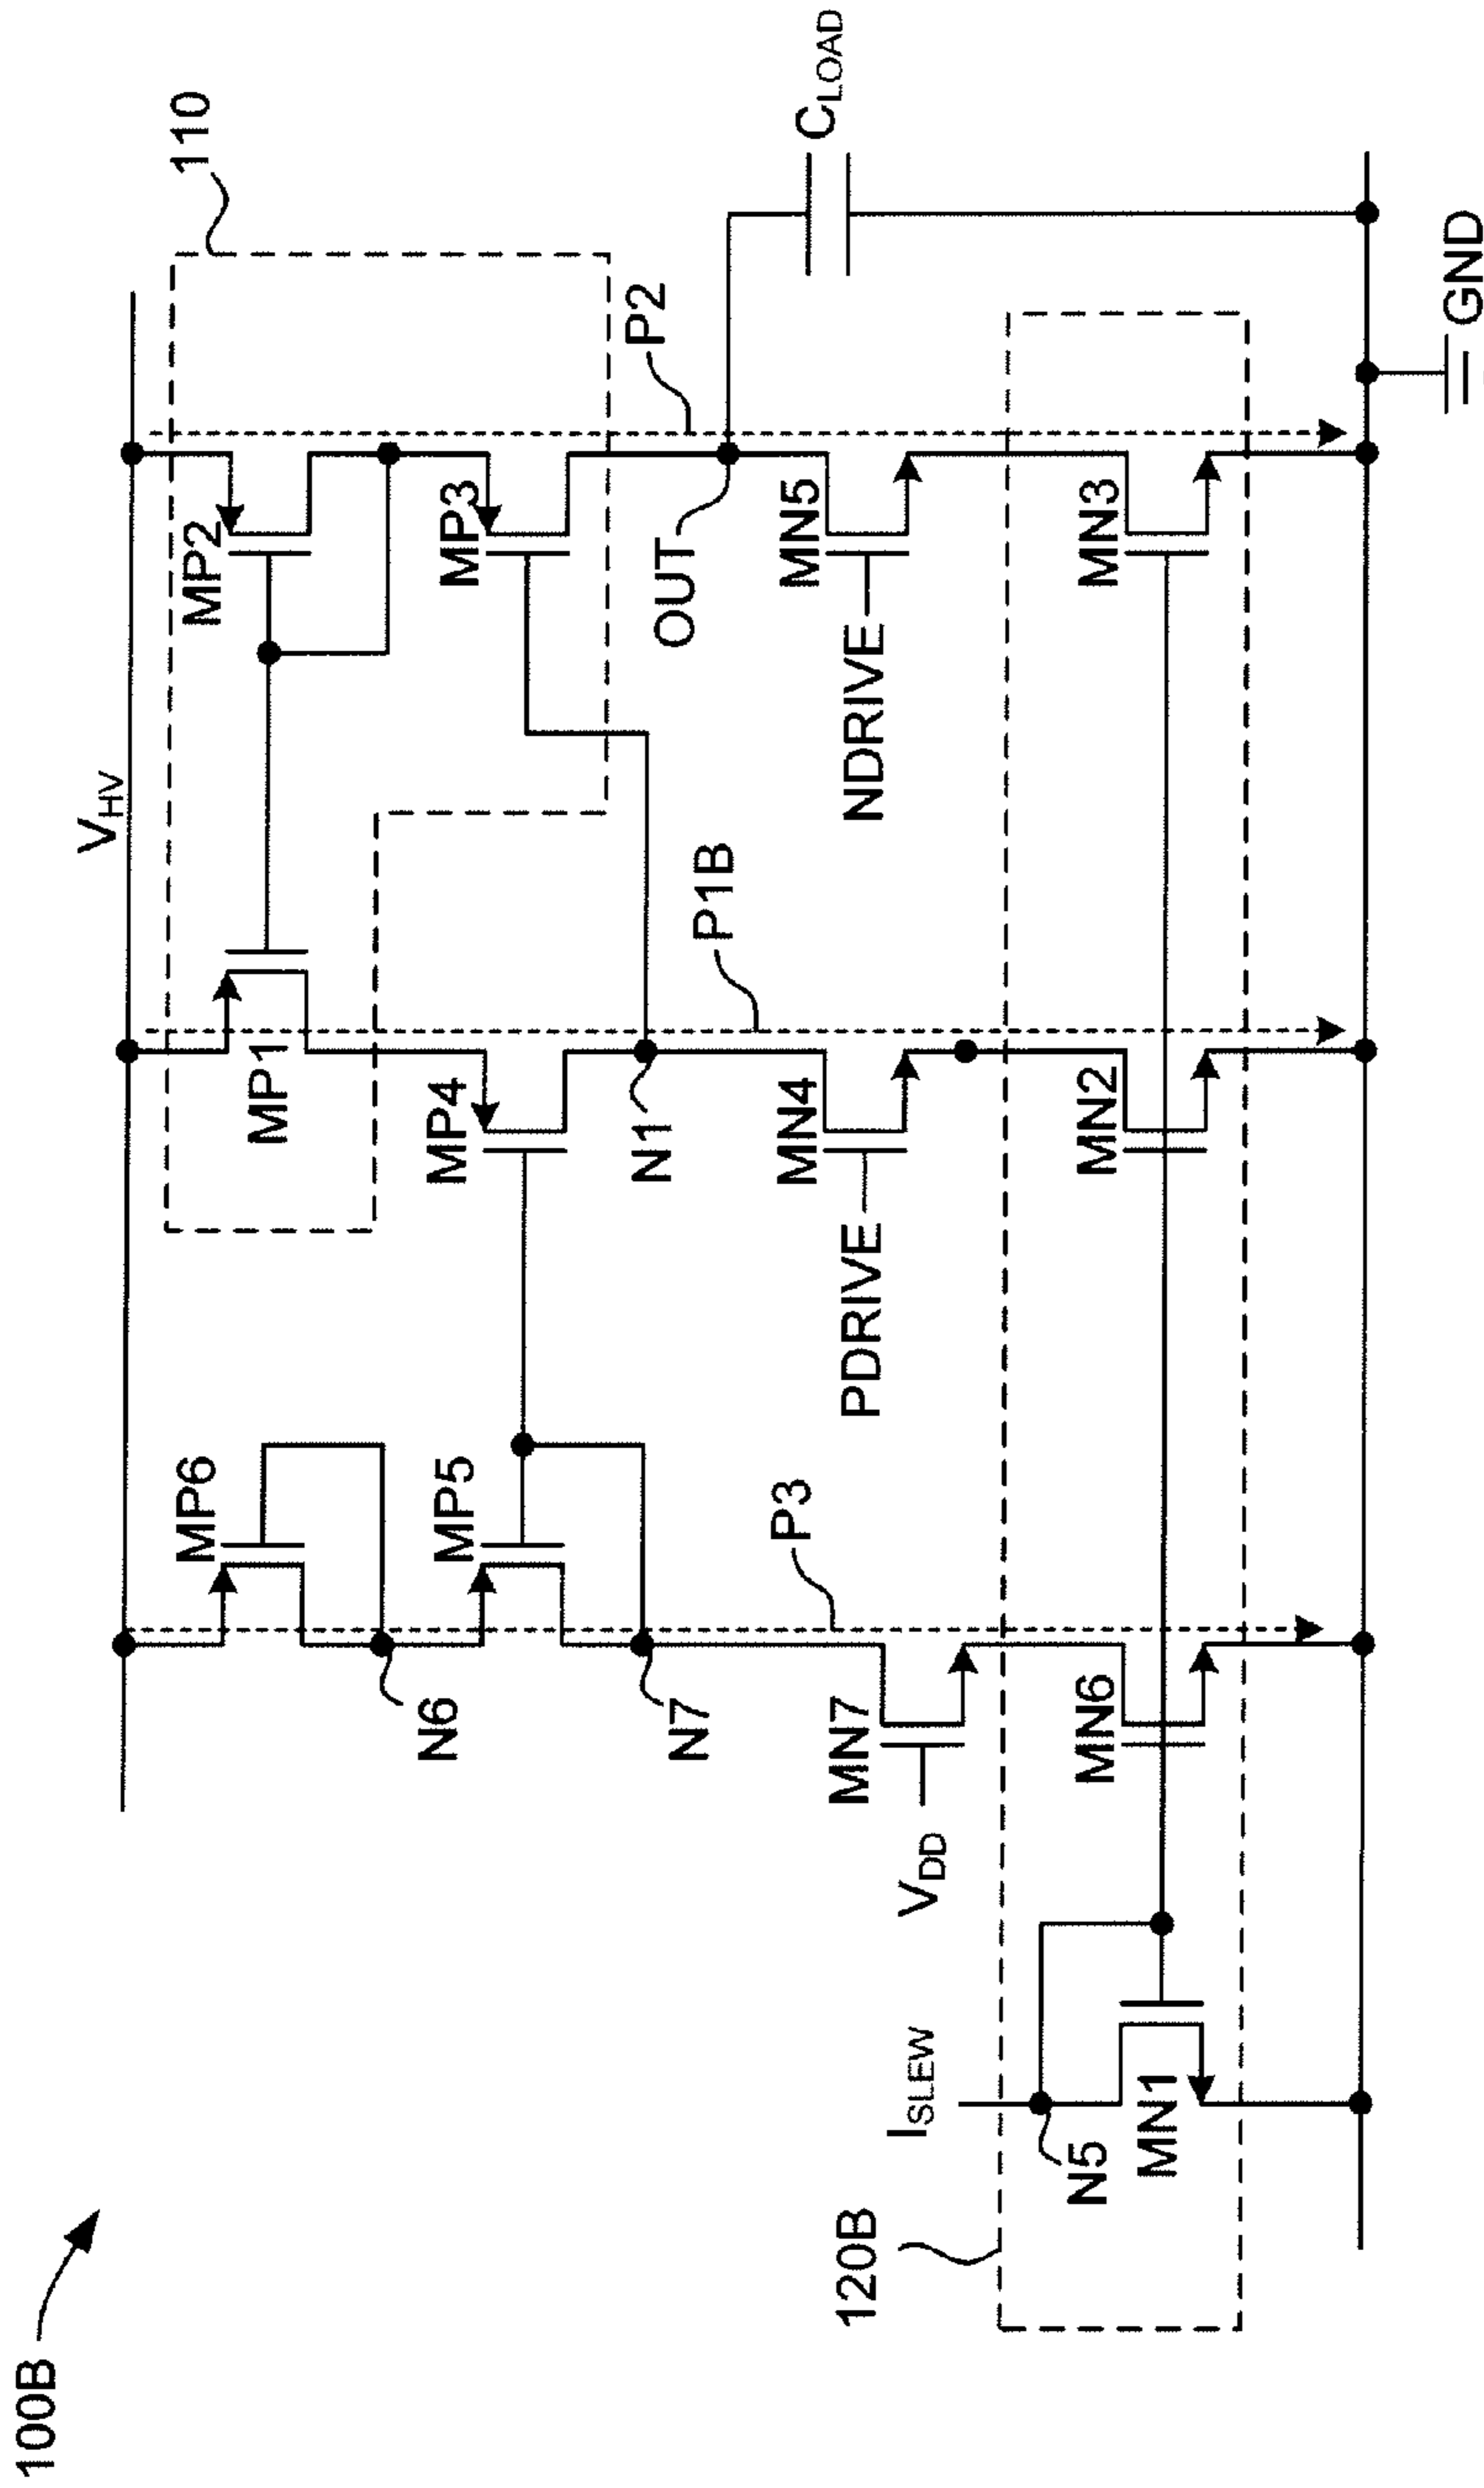 100B
110
V_HV
MP6
MP1
MP2
N6
MP5
MP4
MP3
P2
C_LOAD
N7
P3
N1
P1B
OUT
MN7
V_DD
PDRIVE
MN4
NDRIVE
MN5
120B
I_SLEW
N5
MN1
MN6
MN2
MN3
GND